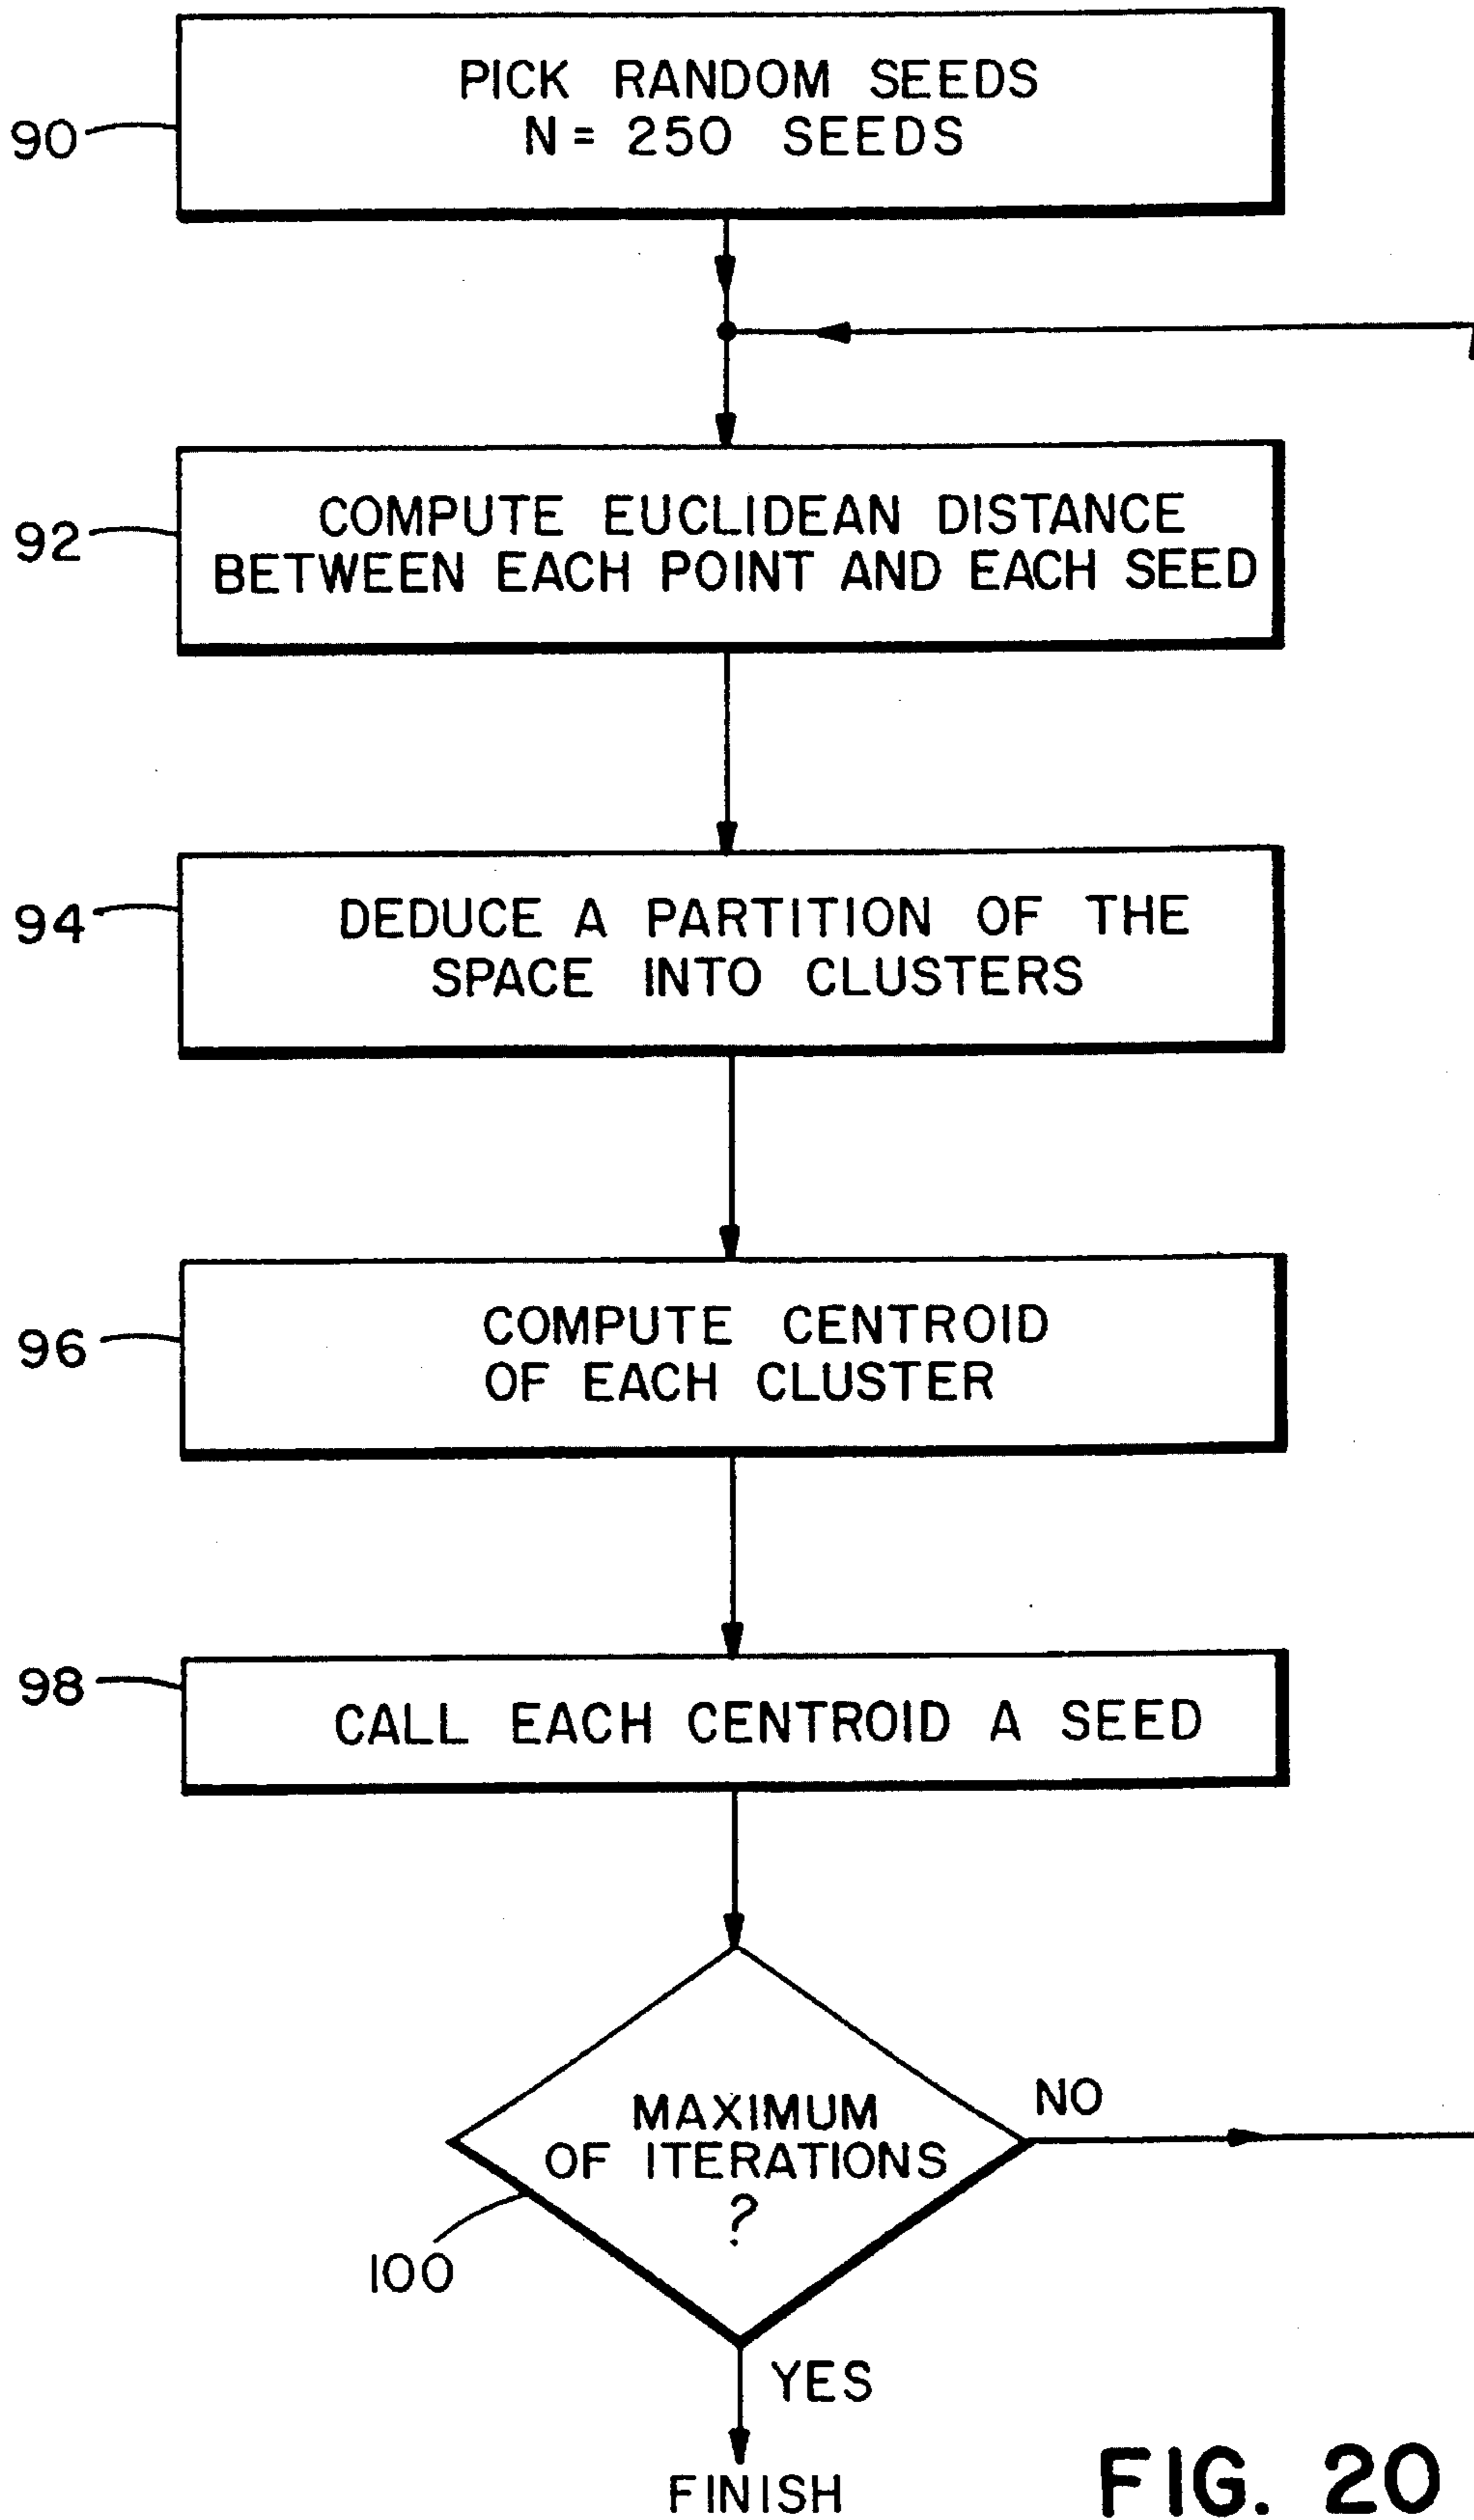 PICK RANDOM SEEDS
N= 250 SEEDS
90
COMPUTE EUCLIDEAN DISTANCE
BETWEEN EACH POINT AND EACH SEED
92
DEDUCE A PARTITION OF THE
SPACE INTO CLUSTERS
94
COMPUTE CENTROID
OF EACH CLUSTER
96
CALL EACH CENTROID A SEED
98
MAXIMUM
OF ITERATIONS
?
NO
100
YES
FINISH
FIG. 20